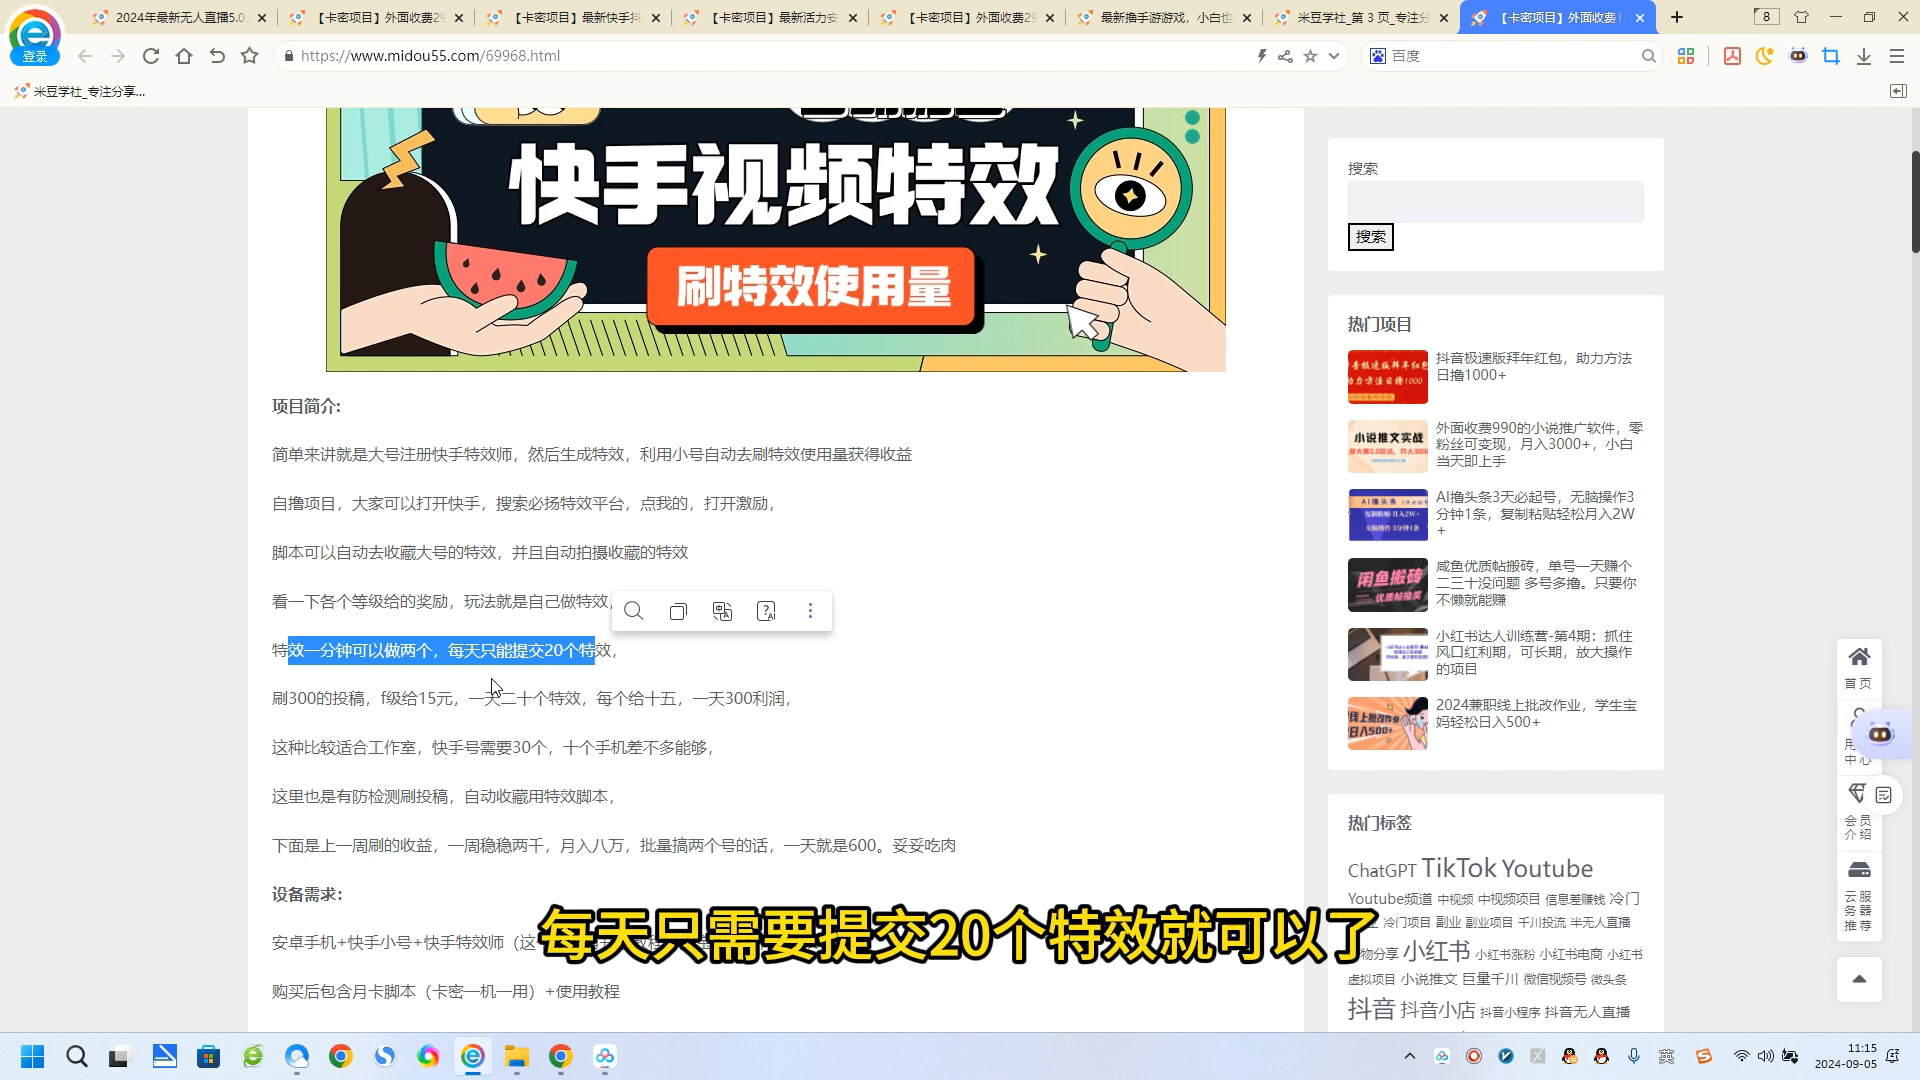 2024年最新无人直播5.0
【卡密项目】外面收费29
【卡密项目】最新快手抖
【卡密项目】最新活力安
【卡密项目】外面收费29
最新撸手游游戏，小白也
米豆学社_第 3 页_专注分
【卡密项目】外面收费1
8
登录
https://www.midou55.com/69968.html
百度
米豆学社_专注分享...
快手视频特效
刷特效使用量
项目简介:
简单来讲就是大号注册快手特效师，然后生成特效，利用小号自动去刷特效使用量获得收益
自撸项目，大家可以打开快手，搜索必扬特效平台，点我的，打开激励，
脚本可以自动去收藏大号的特效，并且自动拍摄收藏的特效
看一下各个等级给的奖励，玩法就是自己做特效，
特效一分钟可以做两个，每天只能提交20个特效，
刷300的投稿，f级给15元，一天二十个特效，每个给十五，一天300利润，
这种比较适合工作室，快手号需要30个，十个手机差不多能够，
这里也是有防检测刷投稿，自动收藏用特效脚本，
下面是上一周刷的收益，一周稳稳两千，月入八万，批量搞两个号的话，一天就是600。妥妥吃肉
设备需求:
安卓手机+快手小号+快手特效师（这
每天只需要提交20个特效就可以了
购买后包含月卡脚本（卡密一机一用）+使用教程
搜索
搜索
热门项目
抖音极速版拜年红包，助力方法
日撸1000+
外面收费990的小说推广软件，零
粉丝可变现，月入3000+，小白
当天即上手
AI撸头条3天必起号，无脑操作3
分钟1条，复制粘贴轻松月入2W
+
咸鱼优质帖搬砖，单号一天赚个
二三十没问题 多号多撸。只要你
不懒就能赚
小红书达人训练营-第4期：抓住
风口红利期，可长期，放大操作
的项目
2024兼职线上批改作业，学生宝
妈轻松日入500+
热门标签
ChatGPT TikTok Youtube
Youtube频道 中视频 中视频项目 信息差赚钱 冷门
冷门项目 副业 副业项目 千川投流 半无人直播
物分享 小红书 小红书涨粉 小红书电商 小红书
虚拟项目 小说推文 巨量千川 微信视频号 微头条
抖音 抖音小店 抖音小程序 抖音无人直播
首页
用
中心
会员
介绍
云服
务器
推荐
英
11:15
2024-09-05